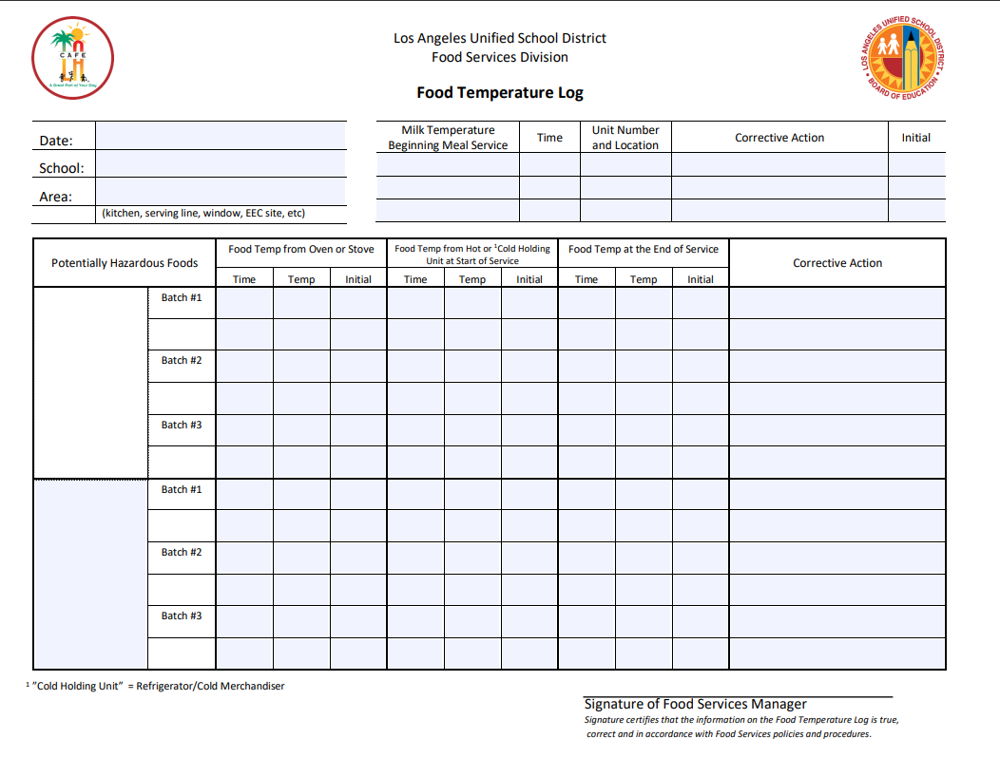 CAFE
LA
A Great Part of Your Day
Los Angeles Unified School District
Food Services Division
Food Temperature Log
LOS ANGELES UNIFIED SCHOOL DISTRICT
BOARD OF EDUCATION
Date:
School:
Area:
(kitchen, serving line, window, EEC site, etc)
Milk Temperature
Beginning Meal Service
Time
Unit Number
and Location
Corrective Action
Initial
Potentially Hazardous Foods
Food Temp from Oven or Stove
Food Temp from Hot or ¹Cold Holding
Unit at Start of Service
Food Temp at the End of Service
Corrective Action
Time Temp Initial Time Temp Initial Time Temp Initial
Batch #1
Batch #2
Batch #3
Batch #1
Batch #2
Batch #3
¹ ”Cold Holding Unit” = Refrigerator/Cold Merchandiser
Signature of Food Services Manager
Signature certifies that the information on the Food Temperature Log is true,
correct and in accordance with Food Services policies and procedures.